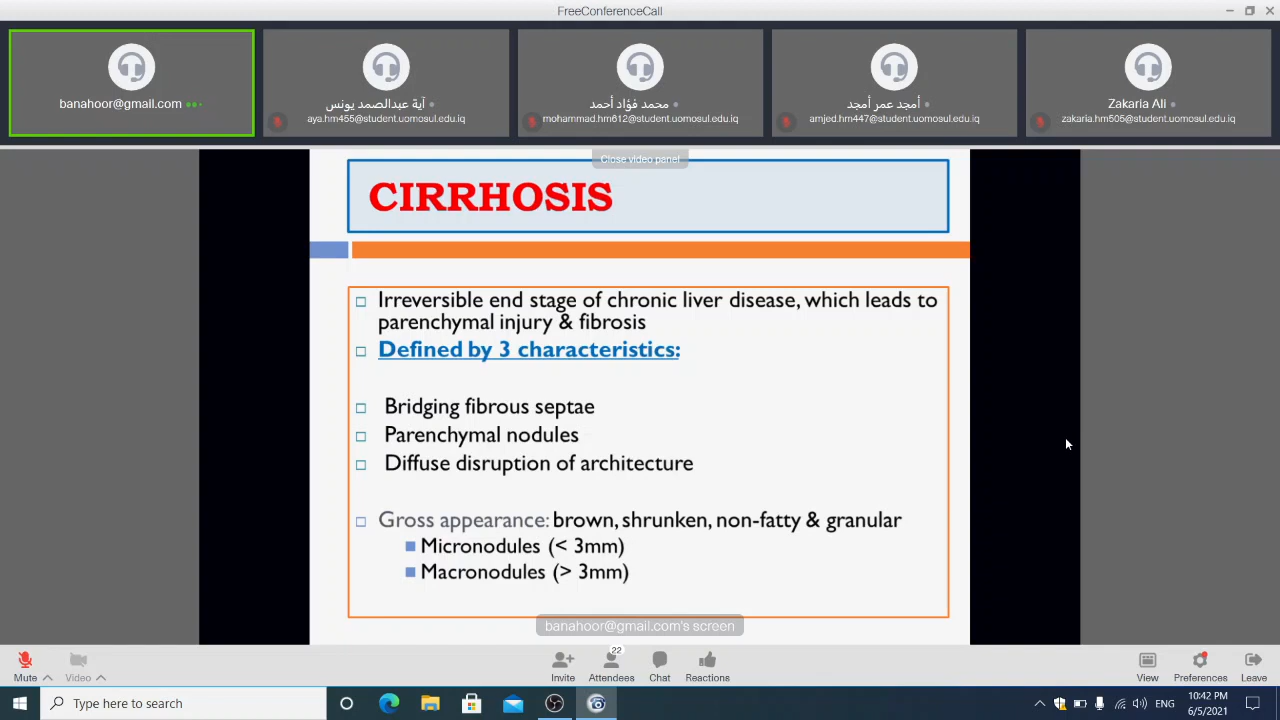 FreeConferenceCall
banahoor@gmail.com
آية عبدالصمد يونس
aya.hm455@student.uomosul.edu.iq
محمد فؤاد أحمد
mohammad.hm612@student.uomosul.edu.iq
أمجد عمر أمجد
amjed.hm447@student.uomosul.edu.iq
Zakaria Ali
zakaria.hm505@student.uomosul.edu.iq
Close video panel
CIRRHOSIS
Irreversible end stage of chronic liver disease, which leads to
parenchymal injury & fibrosis
Defined by 3 characteristics:
Bridging fibrous septae
Parenchymal nodules
Diffuse disruption of architecture
Gross appearance: brown, shrunken, non-fatty & granular
Micronodules (< 3mm)
Macronodules (> 3mm)
banahoor@gmail.com's screen
22
Mute
Video
Invite
Attendees
Chat
Reactions
View
Preferences
Leave
Type here to search
ENG
10:42 PM
6/5/2021